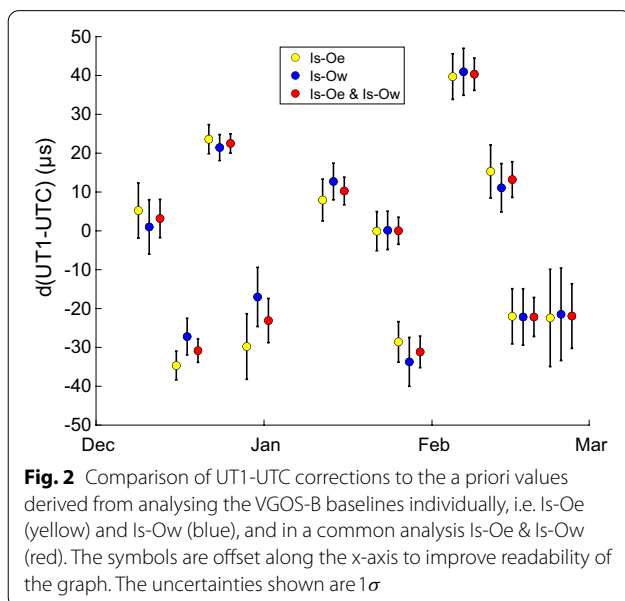 50
40
30
20
10
0
-10
-20
-30
-40
-50
d(UT1-UTC) (μs)
Is-Oe
Is-Ow
Is-Oe & Is-Ow
Dec Jan Feb Mar
Fig. 2 Comparison of UT1-UTC corrections to the a priori values
derived from analysing the VGOS-B baselines individually, i.e. Is-Oe
(yellow) and Is-Ow (blue), and in a common analysis Is-Oe & Is-Ow
(red). The symbols are offset along the x-axis to improve readability of
the graph. The uncertainties shown are 1σ